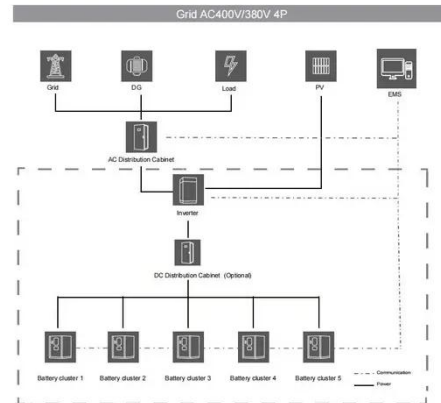 Grid AC400V/380V 4P
Grid
DG
Load
PV
EMS
AC Distribution Cabinet
Inverter
DC Distribution Cabinet (Optional)
Battery cluster 1
Battery cluster 2
Battery cluster 3
Battery cluster 4
Battery cluster 5
Communication
Power